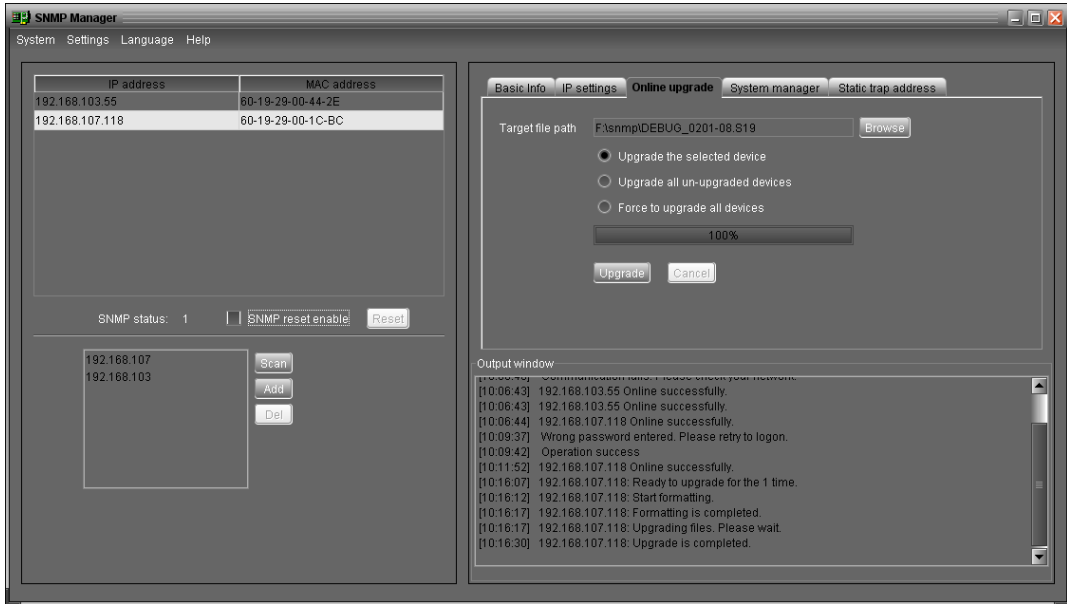 SNMP Manager
System Settings Language Help
IP address MAC address
192.168.103.55 60-19-29-00-44-2E
192.168.107.118 60-19-29-00-1C-BC
SNMP status: 1 SNMP reset enable Reset
192.168.107
192.168.103
Scan
Add
Del
Basic Info IP settings Online upgrade System manager Static trap address
Target file path F:\snmp\DEBUG_0201-08.S19 Browse
Upgrade the selected device
Upgrade all un-upgraded devices
Force to upgrade all devices
100%
Upgrade Cancel
Output window
[10:06:43] 192.168.103.55 Online successfully.
[10:06:43] 192.168.103.55 Online successfully.
[10:06:44] 192.168.107.118 Online successfully.
[10:09:37] Wrong password entered. Please retry to logon.
[10:09:42] Operation success
[10:11:52] 192.168.107.118 Online successfully.
[10:16:07] 192.168.107.118: Ready to upgrade for the 1 time.
[10:16:12] 192.168.107.118: Start formatting.
[10:16:17] 192.168.107.118: Formatting is completed.
[10:16:17] 192.168.107.118: Upgrading files. Please wait.
[10:16:30] 192.168.107.118: Upgrade is completed.